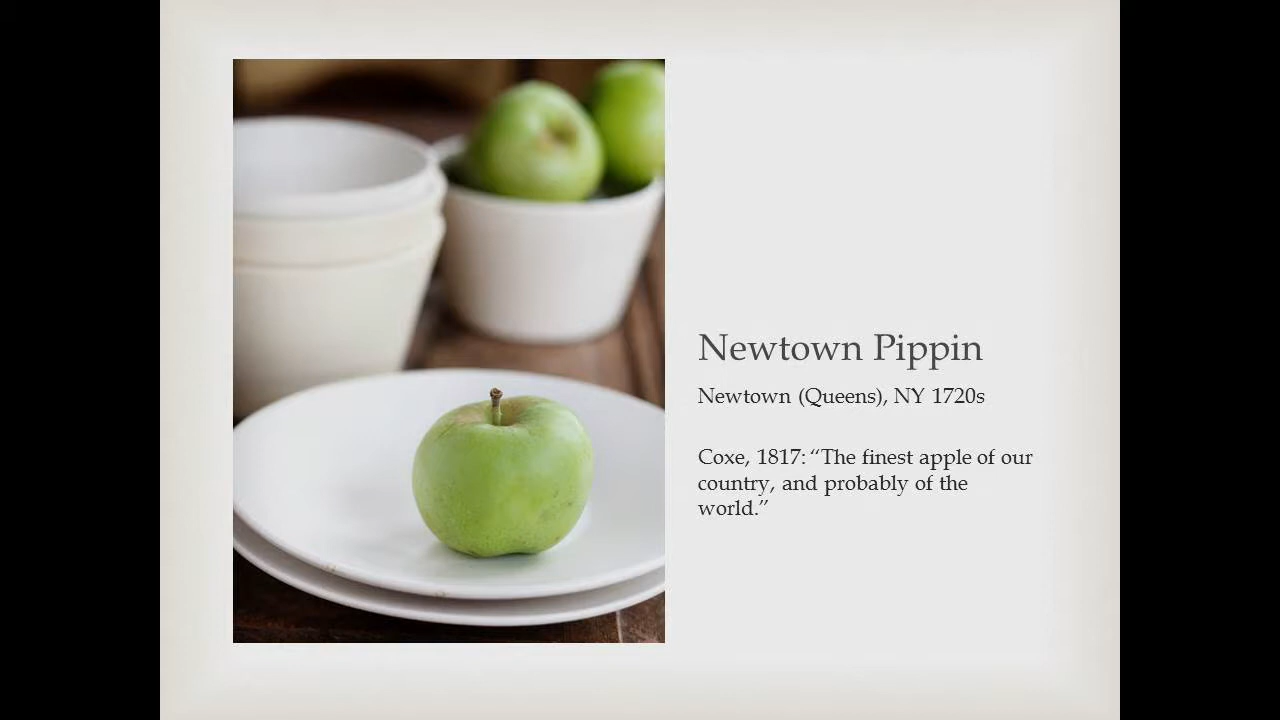 Newtown Pippin
Newtown (Queens), NY 1720s
Coxe, 1817: “The finest apple of our
country, and probably of the
world.”